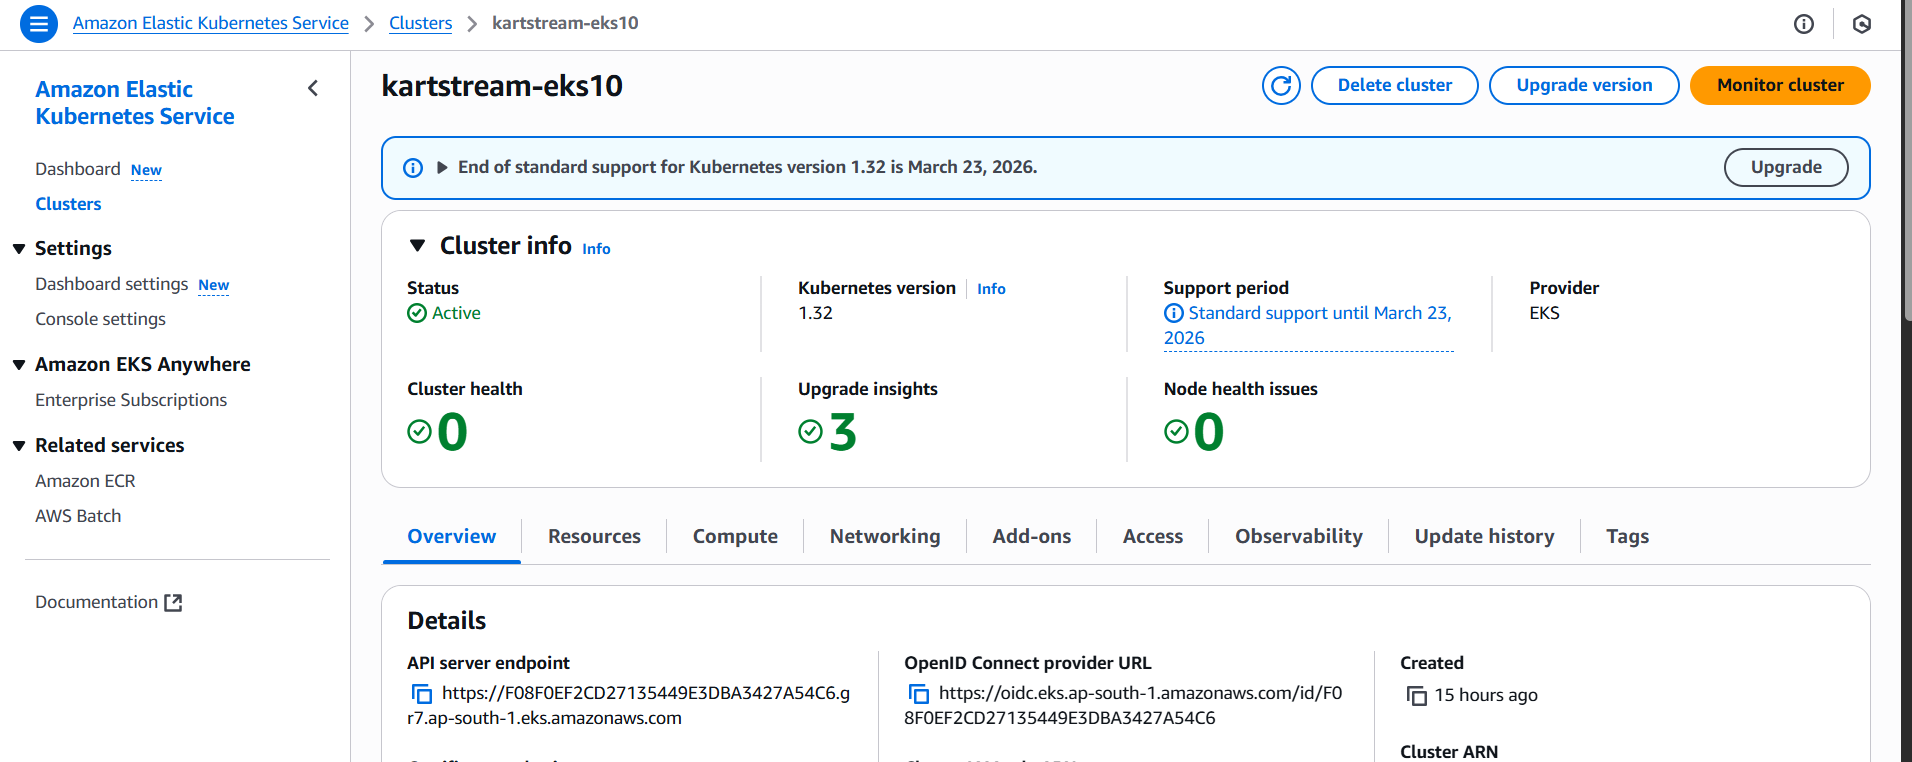 Amazon Elastic Kubernetes Service > Clusters > kartstream-eks10
Amazon Elastic
Kubernetes Service
Dashboard New
Clusters
Settings
Dashboard settings New
Console settings
Amazon EKS Anywhere
Enterprise Subscriptions
Related services
Amazon ECR
AWS Batch
Documentation
kartstream-eks10
Delete cluster
Upgrade version
Monitor cluster
End of standard support for Kubernetes version 1.32 is March 23, 2026.
Upgrade
Cluster info Info
Status
Active
Kubernetes version Info
1.32
Support period
Standard support until March 23,
2026
Provider
EKS
Cluster health
0
Upgrade insights
3
Node health issues
0
Overview
Resources
Compute
Networking
Add-ons
Access
Observability
Update history
Tags
Details
API server endpoint
https://F08F0EF2CD27135449E3DBA3427A54C6.g
r7.ap-south-1.eks.amazonaws.com
OpenID Connect provider URL
https://oidc.eks.ap-south-1.amazonaws.com/id/F0
8F0EF2CD27135449E3DBA3427A54C6
Created
15 hours ago
Cluster ARN